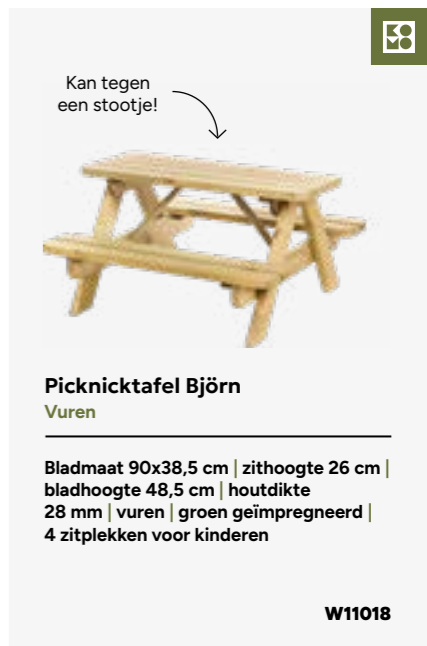 Kan tegen
een stootje!
Picknicktafel Björn
Vuren
Bladmaat 90x38,5 cm | zithoogte 26 cm |
bladhoogte 48,5 cm | houtdikte
28 mm | vuren | groen geïmpregneerd |
4 zitplekken voor kinderen
W11018